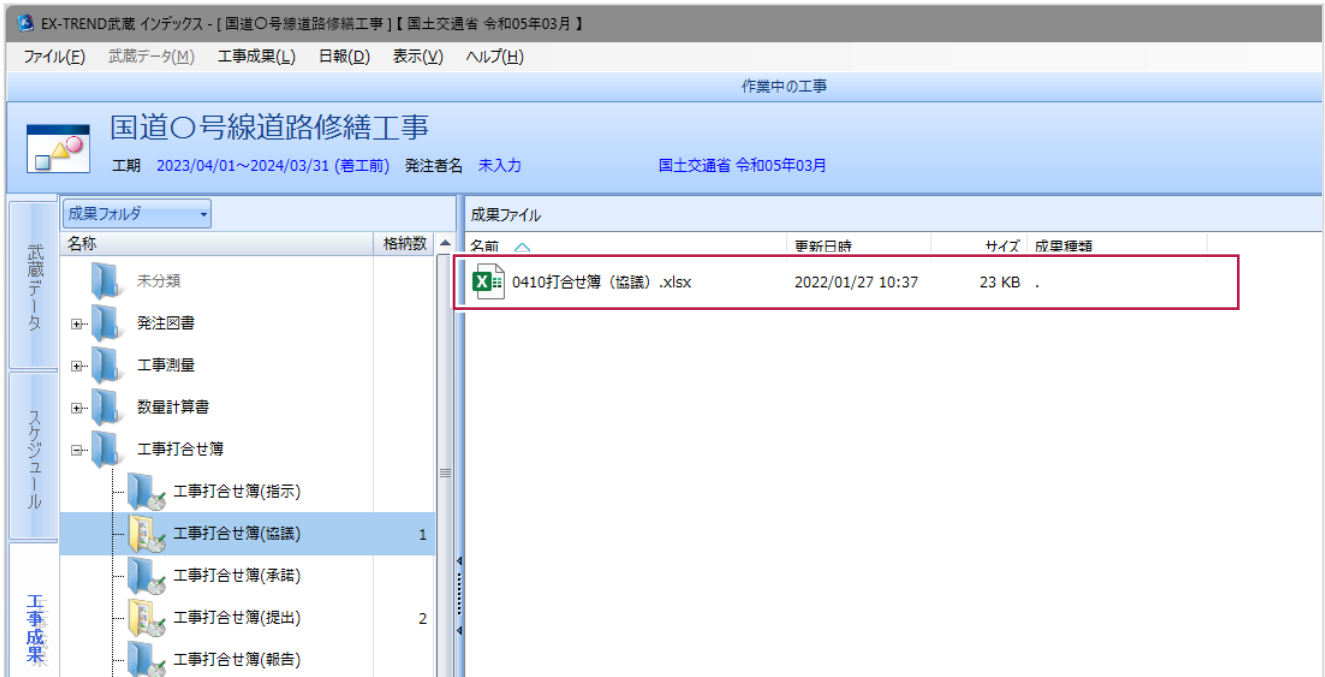 EX-TREND武蔵 インデックス - [ 国道〇号線道路修繕工事 ]【 国土交通省 令和05年03月 】
ファイル(F) 武蔵データ(M) 工事成果(L) 日報(D) 表示(V) ヘルプ(H)
作業中の工事
国道〇号線道路修繕工事
工期 2023/04/01～2024/03/31 (着工前) 発注者名 未入力 国土交通省 令和05年03月
武蔵データ
スケジュール
工事成果
成果フォルダ
名称 格納数
未分類
発注図書
工事測量
数量計算書
工事打合せ簿
工事打合せ簿(指示)
工事打合せ簿(協議) 1
工事打合せ簿(承諾)
工事打合せ簿(提出) 2
工事打合せ簿(報告)
成果ファイル
名前 更新日時 サイズ 成果種類
0410打合せ簿（協議）.xlsx 2022/01/27 10:37 23 KB .